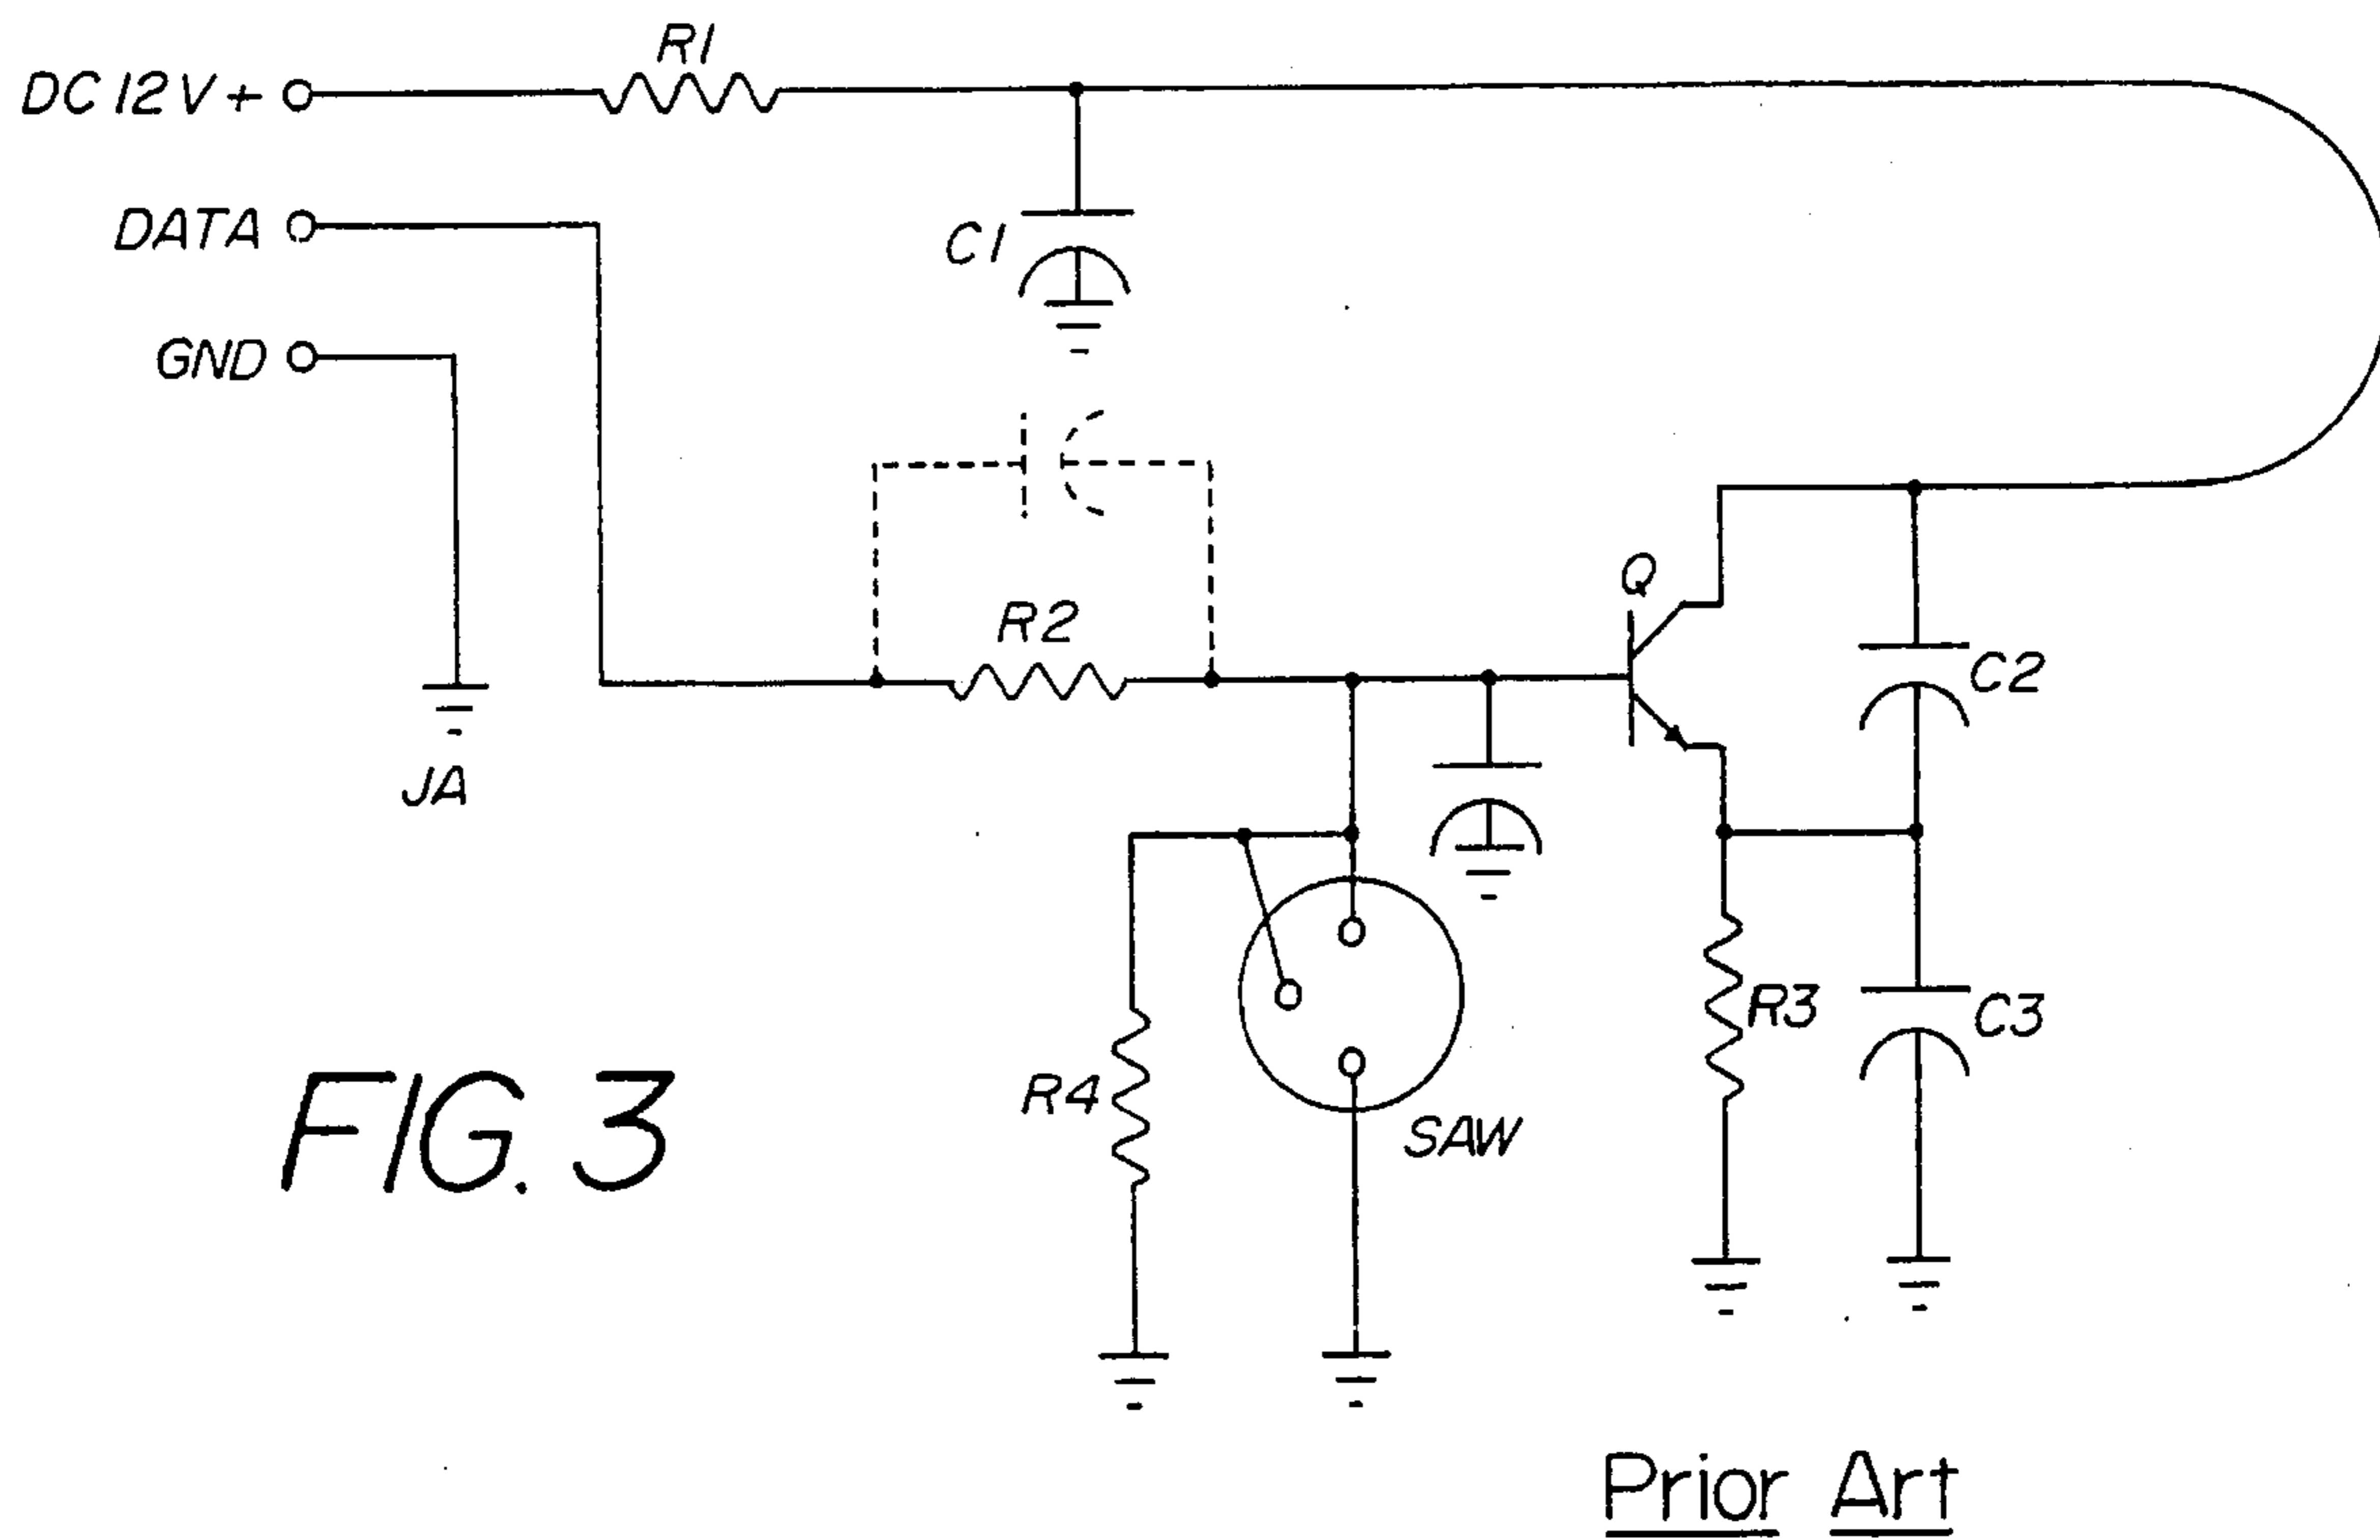 R1
DC 12V +
DATA
C1
GND
Q
R2
C2
JA
R3
C3
R4
SAW
FIG. 3
Prior Art